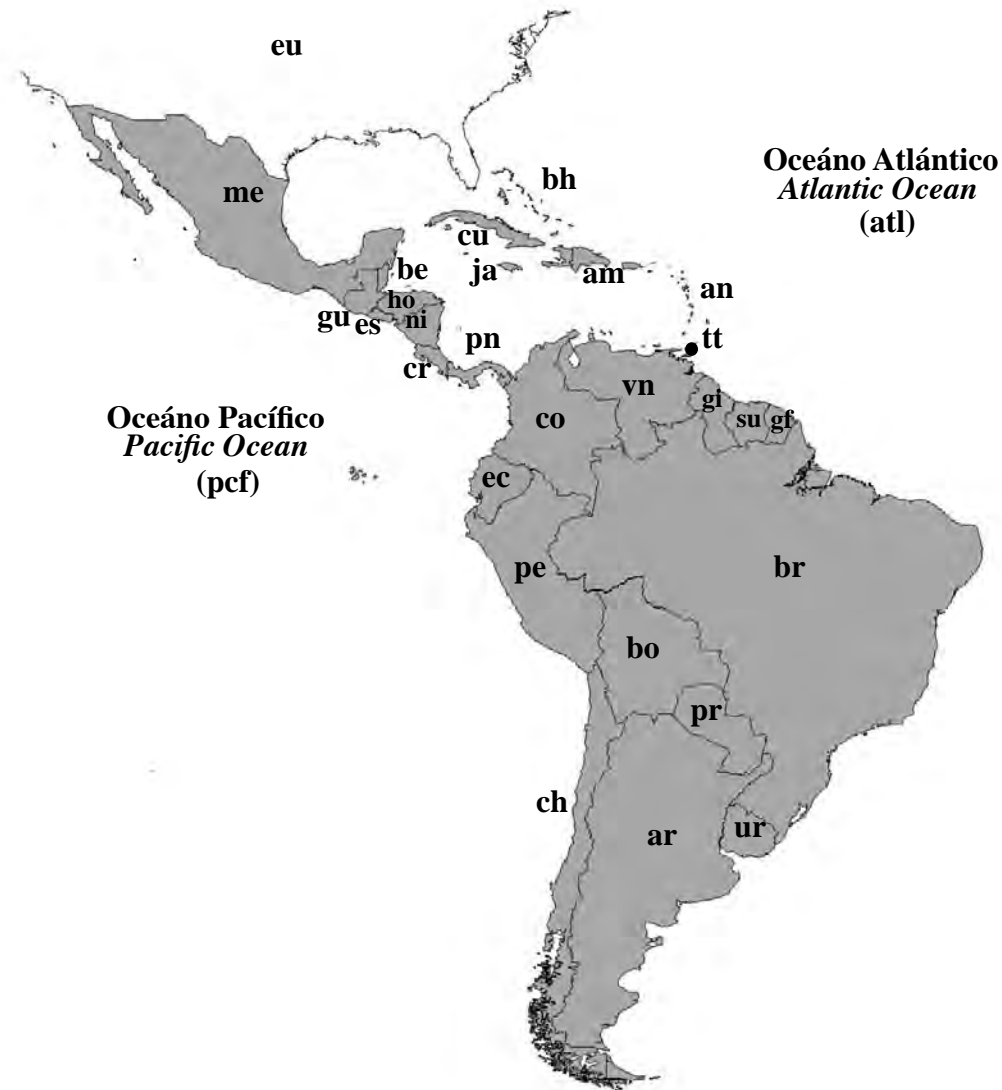 eu
bh
Oceáno Atlántico
Atlantic Ocean
(atl)
me
cu
be
ja
am
an
ho
gu
es
ni
pn
tt
cr
vn
gi
co
su
gf
Oceáno Pacífico
Pacific Ocean
(pcf)
ec
pe
br
bo
pr
ch
ar
ur